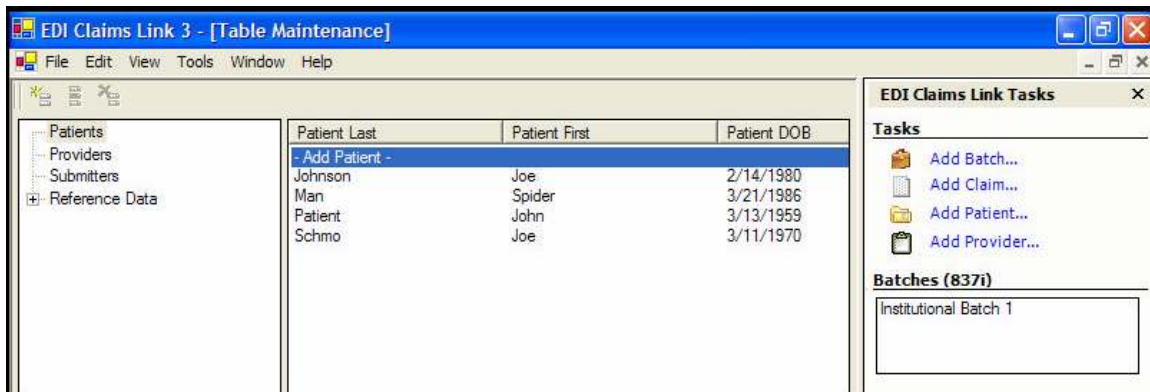 EDI Claims Link 3 - [Table Maintenance]
File Edit View Tools Window Help
Patients
Providers
Submitters
Reference Data
Patient Last Patient First Patient DOB
- Add Patient -
Johnson Joe 2/14/1980
Man Spider 3/21/1986
Patient John 3/13/1959
Schmo Joe 3/11/1970
EDI Claims Link Tasks
Tasks
Add Batch...
Add Claim...
Add Patient...
Add Provider...
Batches (837i)
Institutional Batch 1